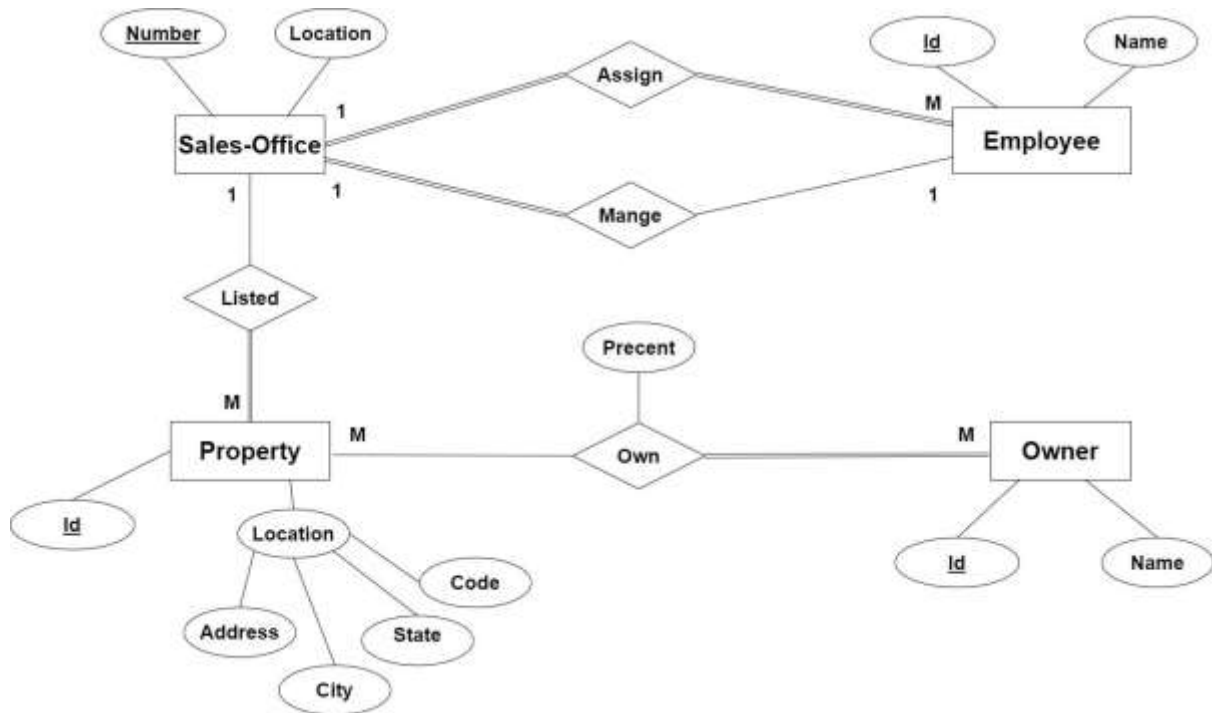 Number
Location
Id
Name
Assign
1
M
Sales-Office
Employee
1
1
1
Mange
Listed
Precent
M
Property
M
Own
M
Owner
Id
Location
Code
Id
Name
Address
State
City